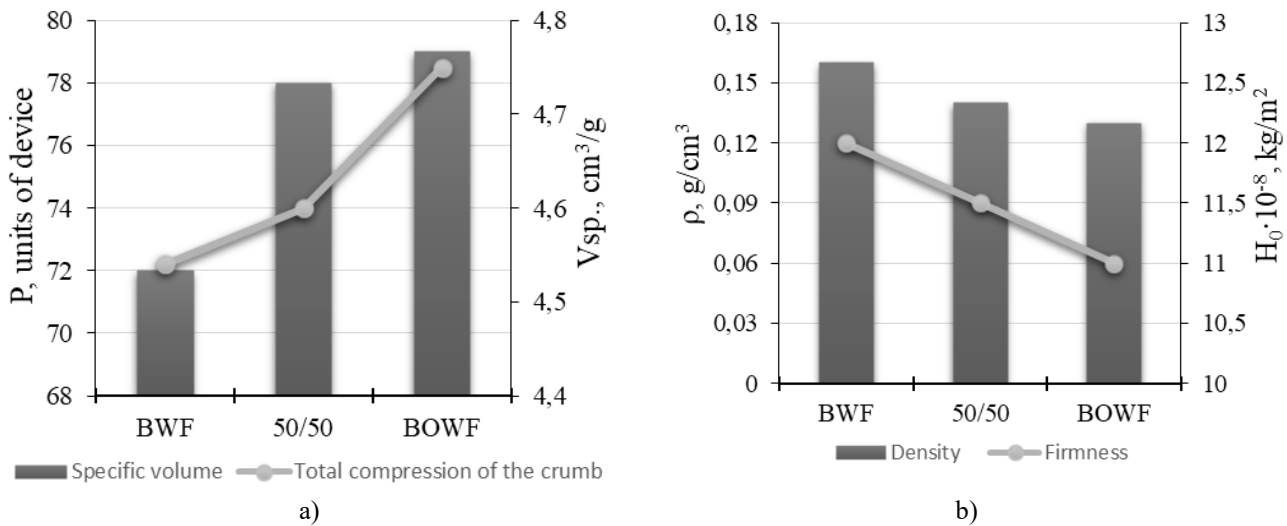 P, units of device
80
78
76
74
72
70
68
4,8
4,7
4,6
4,5
4,4
Vsp., cm³/g
BWF 50/50 BOWF
Specific volume Total compression of the crumb
a)
ρ, g/cm³
0,18
0,15
0,12
0,09
0,06
0,03
0
13
12,5
12
11,5
11
10,5
10
H₀·10⁻⁸, kg/m²
BWF 50/50 BOWF
Density Firmness
b)